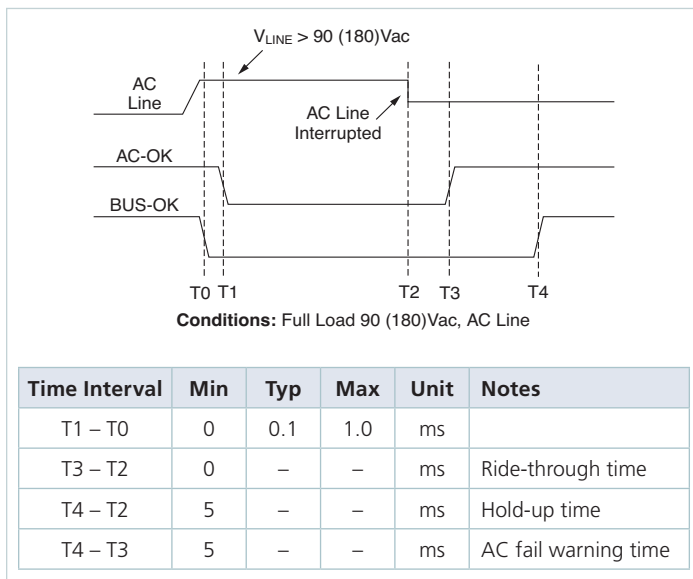 V_LINE > 90 (180)Vac
AC
Line
AC Line
Interrupted
AC-OK
BUS-OK
T0 T1 T2 T3 T4
Conditions: Full Load 90 (180)Vac, AC Line
Time Interval Min Typ Max Unit Notes
T1 – T0 0 0.1 1.0 ms
T3 – T2 0 – – ms Ride-through time
T4 – T2 5 – – ms Hold-up time
T4 – T3 5 – – ms AC fail warning time